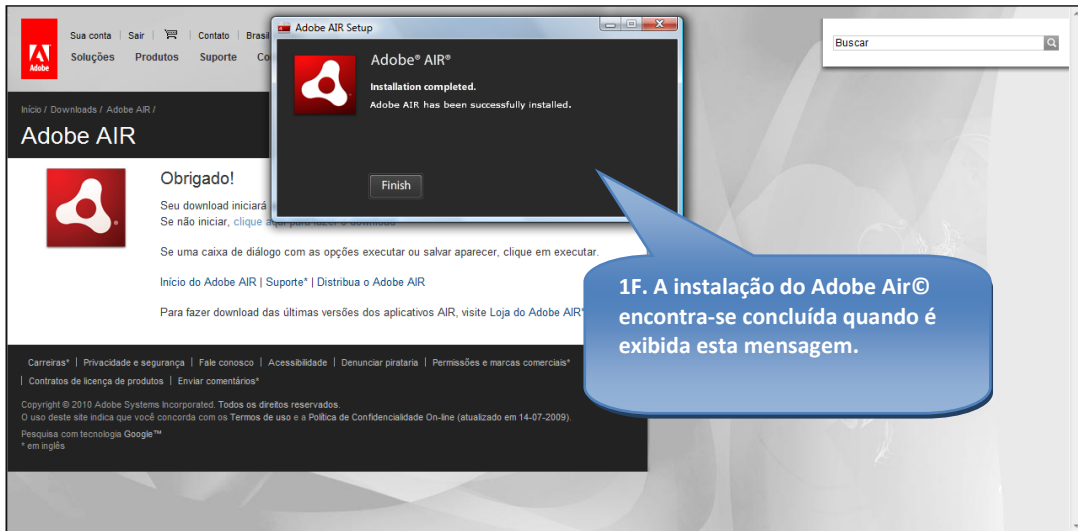 Adobe
Sua conta | Sair | Contato | Brasil
Soluções Produtos Suporte
Buscar
Início / Downloads / Adobe AIR /
Adobe AIR
Adobe AIR Setup
Adobe® AIR®
Installation completed.
Adobe AIR has been successfully installed.
Finish
Obrigado!
Seu download iniciará
Se não iniciar, clique aqui para fazer o download
Se uma caixa de diálogo com as opções executar ou salvar aparecer, clique em executar.
Início do Adobe AIR | Suporte* | Distribua o Adobe AIR
Para fazer download das últimas versões dos aplicativos AIR, visite Loja do Adobe AIR*
1F. A instalação do Adobe Air©
encontra-se concluída quando é
exibida esta mensagem.
Carreiras* | Privacidade e segurança | Fale conosco | Acessibilidade | Denunciar pirataria | Permissões e marcas comerciais*
| Contratos de licença de produtos | Enviar comentários*
Copyright © 2010 Adobe Systems Incorporated. Todos os direitos reservados.
O uso deste site indica que você concorda com os Termos de uso e a Política de Confidencialidade On-line (atualizado em 14-07-2009).
Pesquisa com tecnologia Google™
* em inglês